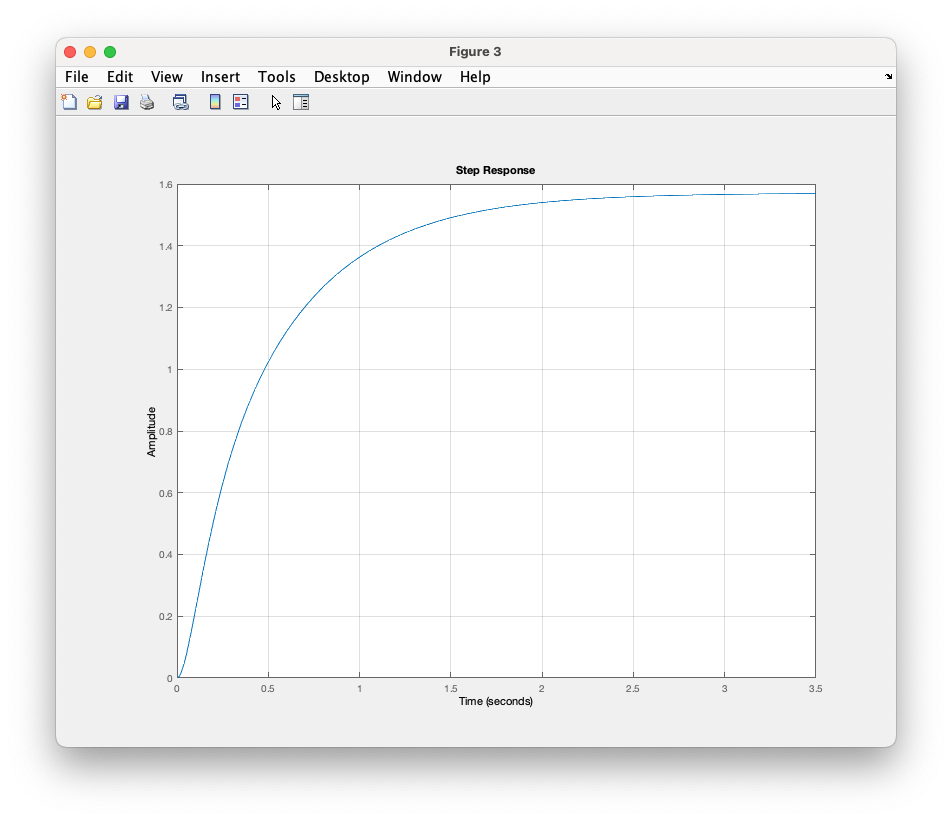 Figure 3
File Edit View Insert Tools Desktop Window Help
Step Response
1.6
1.4
1.2
1
0.8
0.6
0.4
0.2
0
Amplitude
0 0.5 1 1.5 2 2.5 3 3.5
Time (seconds)